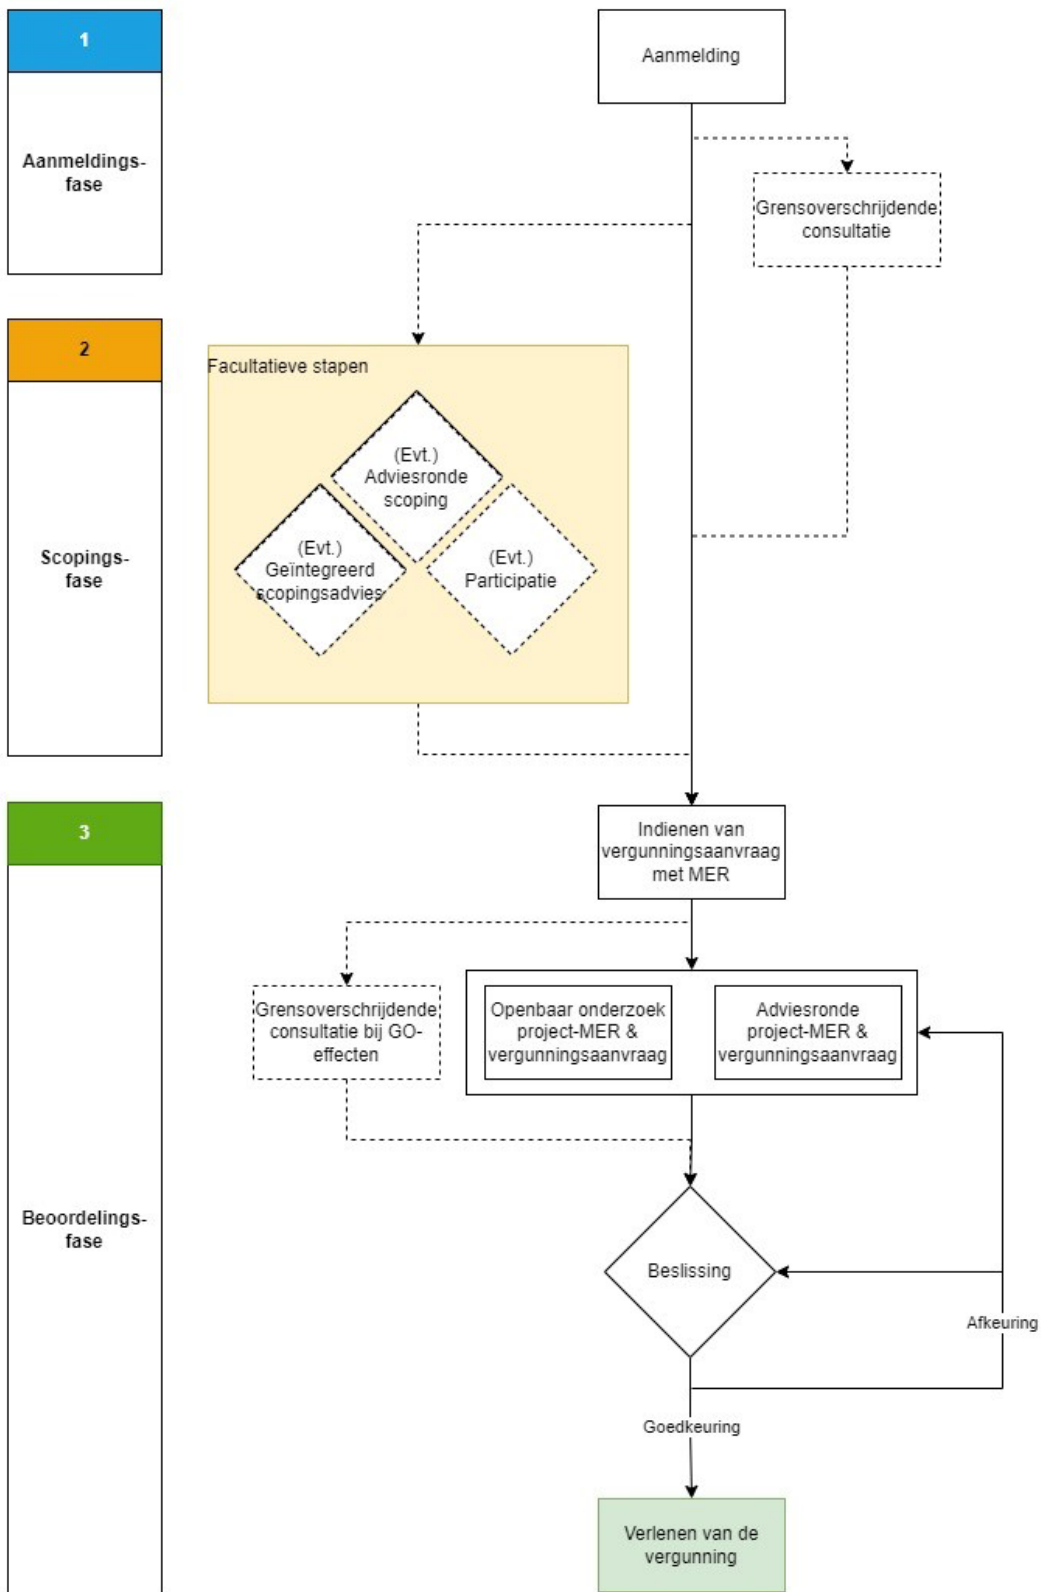 1
Aanmeldings-
fase
Aanmelding
Grensoverschrijdende
consultatie
2
Scopings-
fase
Facultatieve stapen
(Evt.)
Adviesronde
scoping
(Evt.)
Geïntegreerd
scopingsadvies
(Evt.)
Participatie
3
Beoordelings-
fase
Indienen van
vergunningsaanvraag
met MER
Grensoverschrijdende
consultatie bij GO-
effecten
Openbaar onderzoek
project-MER &
vergunningsaanvraag
Adviesronde
project-MER &
vergunningsaanvraag
Beslissing
Afkeuring
Goedkeuring
Verlenen van de
vergunning